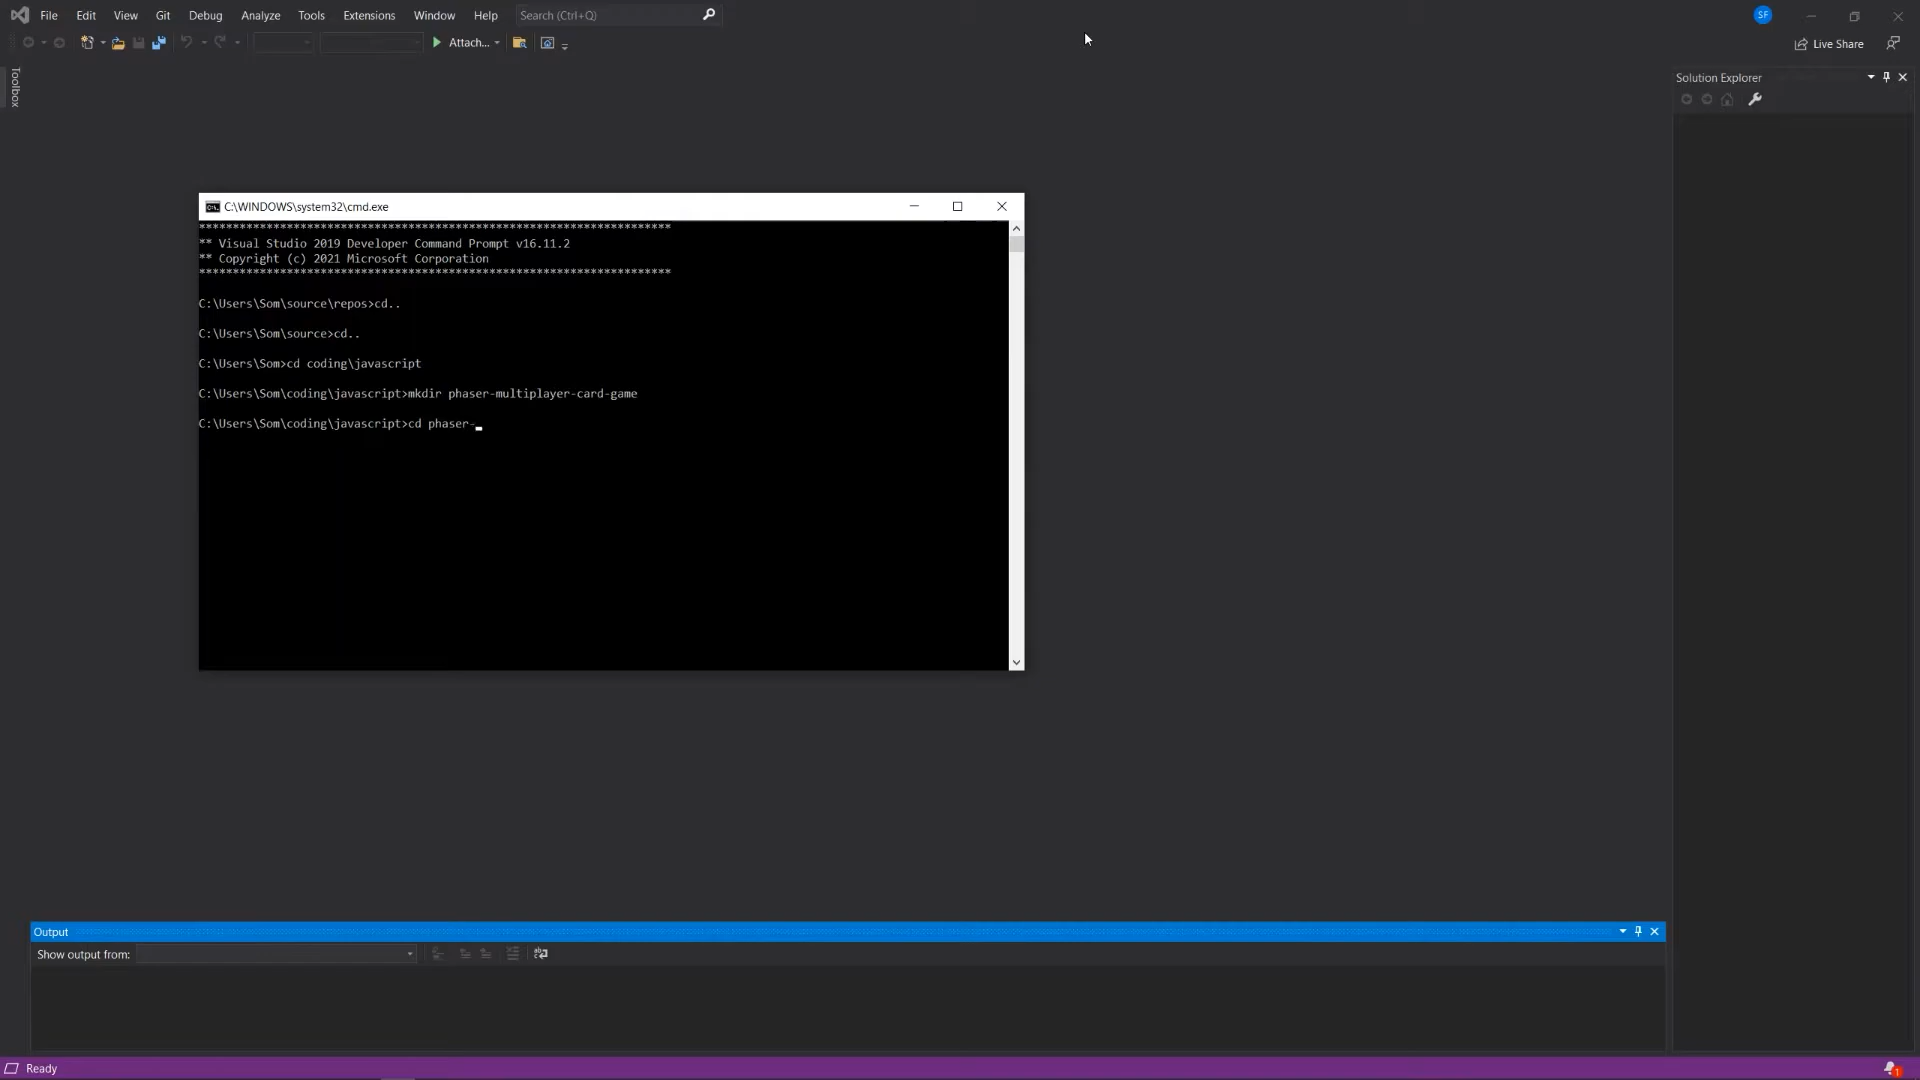 File Edit View Git Debug Analyze Tools Extensions Window Help Search (Ctrl+Q) SF
Attach...
Live Share
Toolbox
Solution Explorer
C:\WINDOWS\system32\cmd.exe
**********************************************************************
** Visual Studio 2019 Developer Command Prompt v16.11.2
** Copyright (c) 2021 Microsoft Corporation
**********************************************************************
C:\Users\Som\source\repos>cd..
C:\Users\Som\source>cd..
C:\Users\Som>cd coding\javascript
C:\Users\Som\coding\javascript>mkdir phaser-multiplayer-card-game
C:\Users\Som\coding\javascript>cd phaser-_
Output
Show output from:
Ready
1